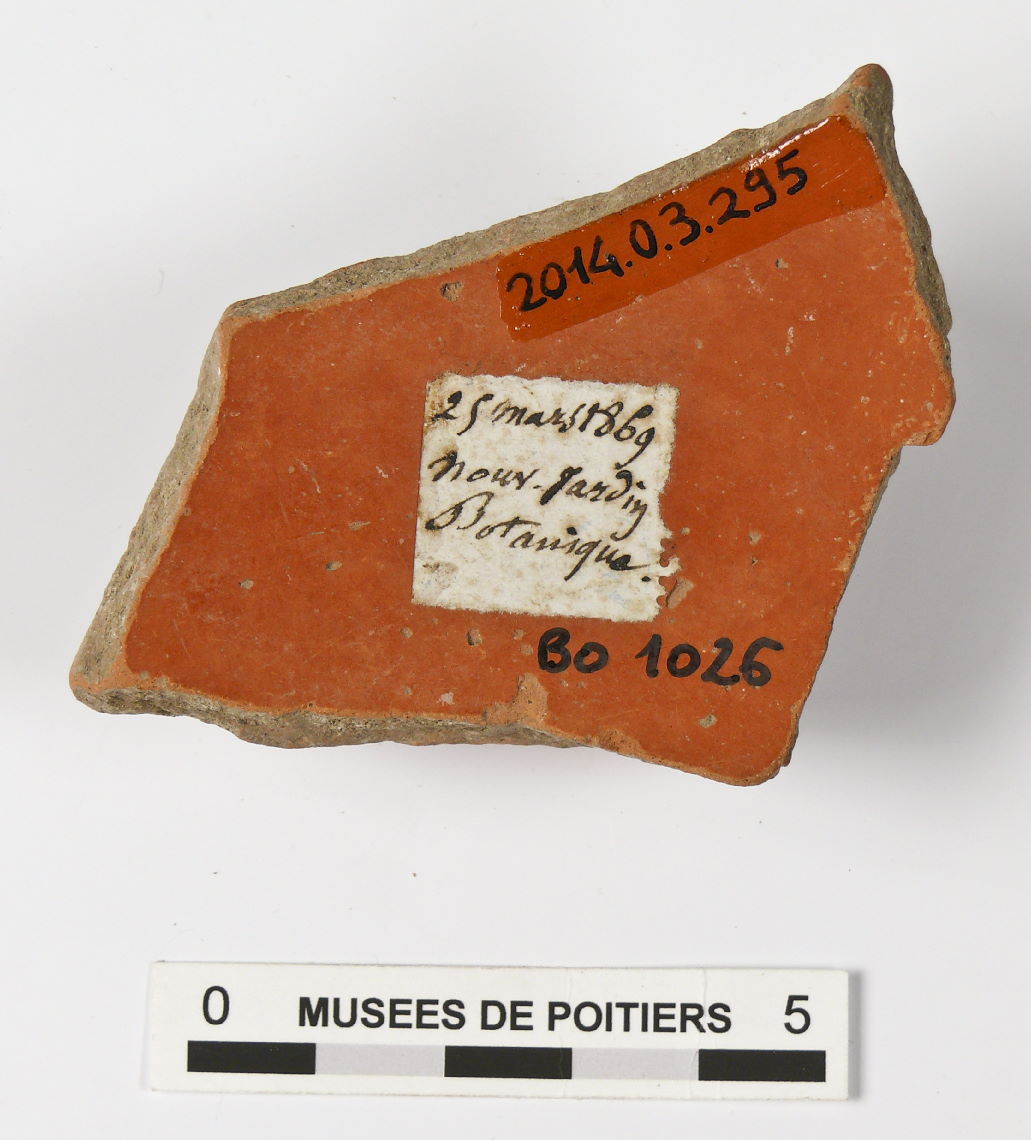 2014.0.3.295
25 mars 1869
Nouv. Jardin
Botanique.
Bo 1026
0 MUSEES DE POITIERS 5